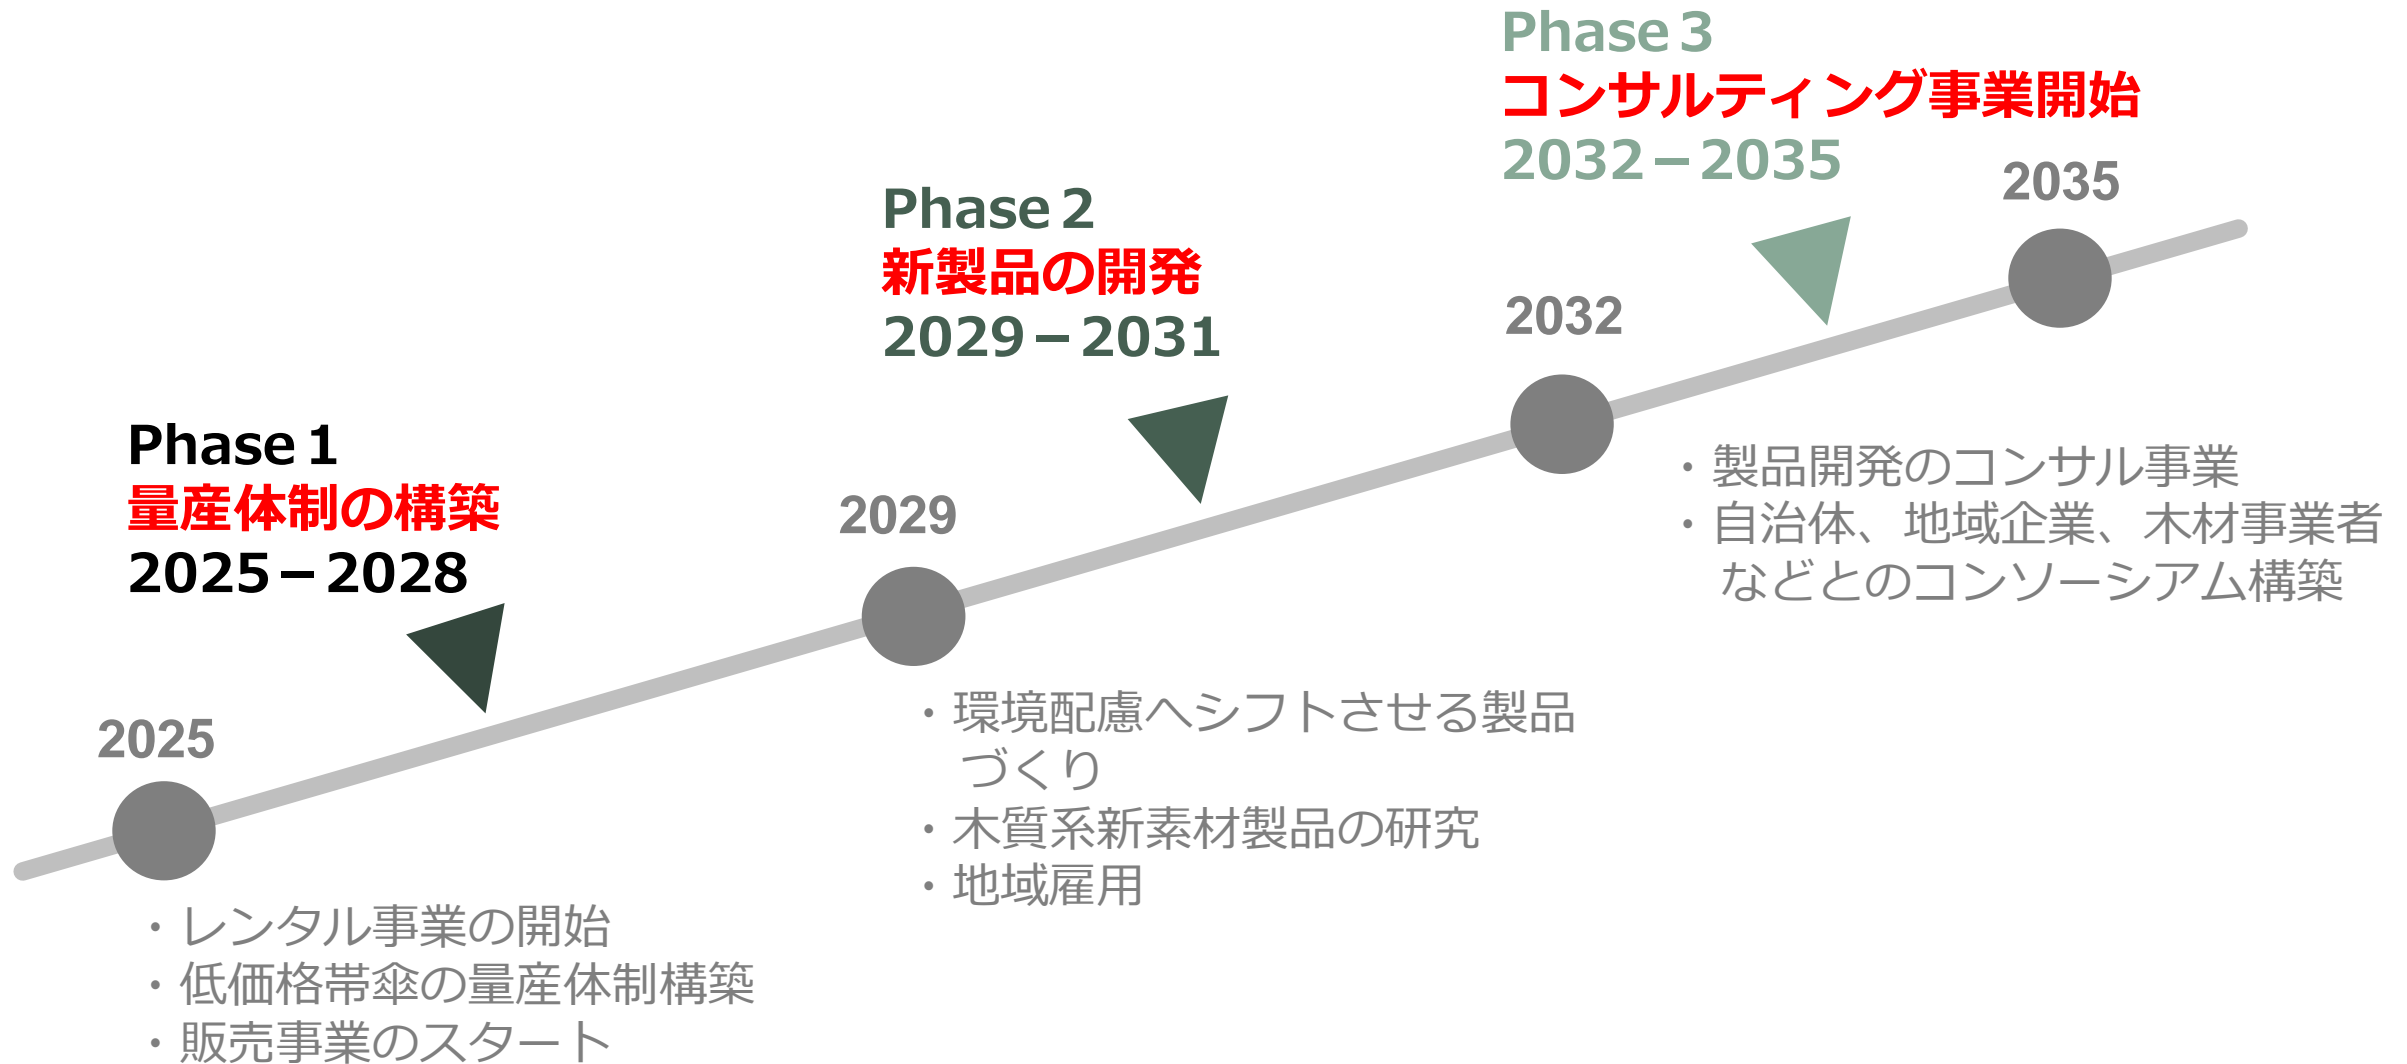 Phase１
量産体制の構築
2025－2028
2025
・レンタル事業の開始
・低価格帯傘の量産体制構築
・販売事業のスタート
Phase２
新製品の開発
2029－2031
2029
・環境配慮へシフトさせる製品
づくり
・木質系新素材製品の研究
・地域雇用
Phase３
コンサルティング事業開始
2032－2035
2032
2035
・製品開発のコンサル事業
・自治体、地域企業、木材事業者
などとのコンソーシアム構築